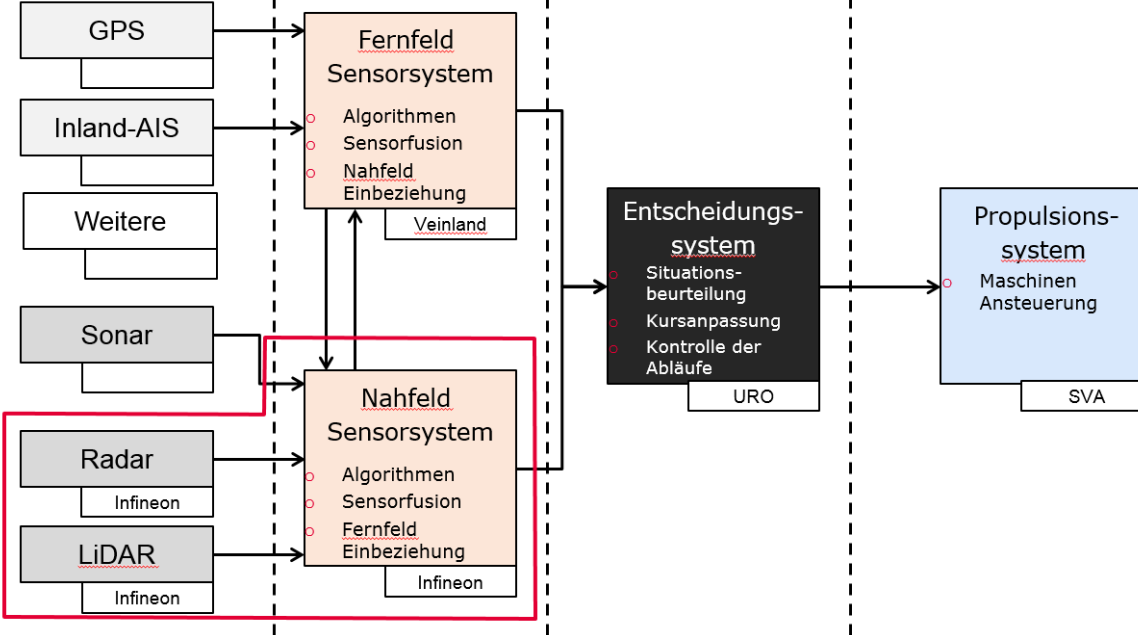 GPS
Inland-AIS
Weitere
Sonar
Radar
Infineon
LiDAR
Infineon
Fernfeld
Sensorsystem
Algorithmen
Sensorfusion
Nahfeld
Einbeziehung
Veinland
Nahfeld
Sensorsystem
Algorithmen
Sensorfusion
Fernfeld
Einbeziehung
Infineon
Entscheidungs-
system
Situations-
beurteilung
Kursanpassung
Kontrolle der
Abläufe
URO
Propulsions-
system
Maschinen
Ansteuerung
SVA